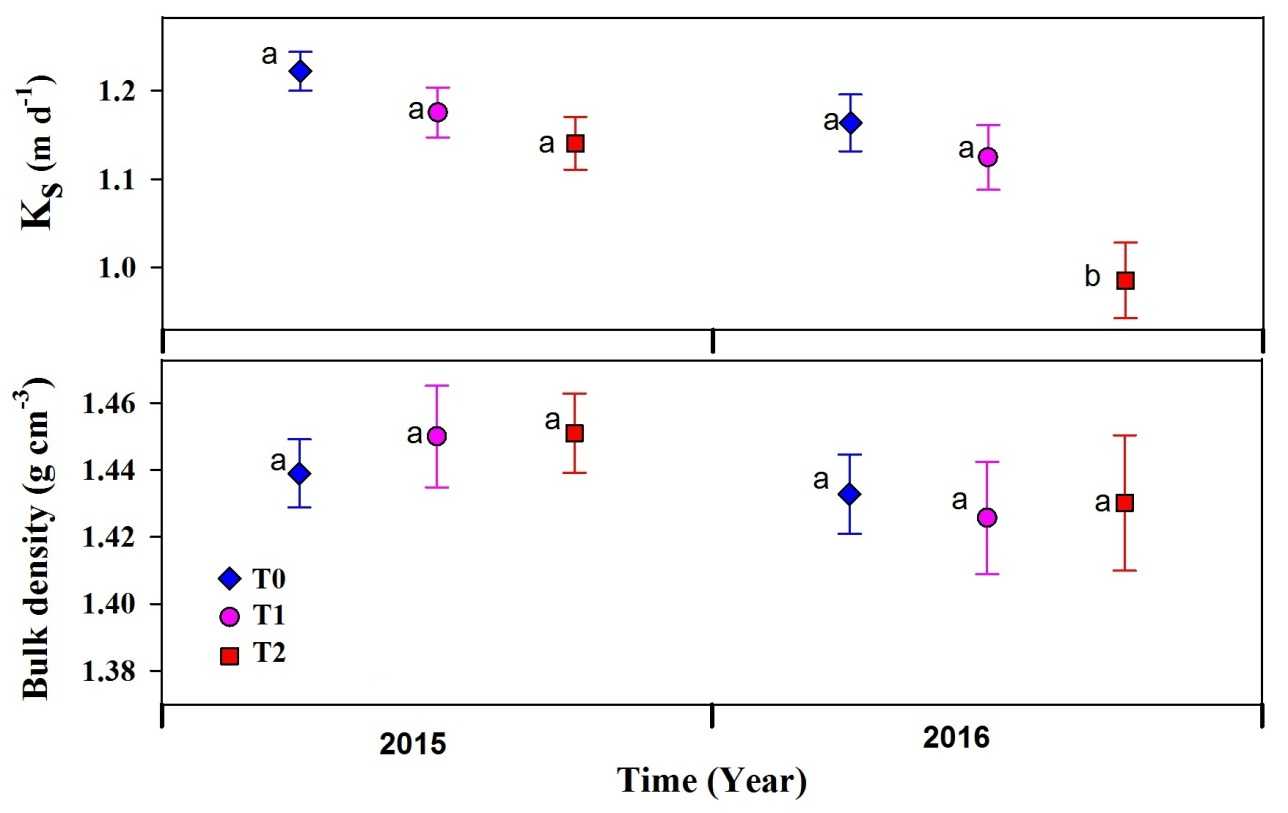 K_S (m d^-1)
1.2
1.1
1.0
a
a
a
a
a
b
Bulk density (g cm^-3)
1.46
1.44
1.42
1.40
1.38
a
a
a
a
a
a
T0
T1
T2
2015
2016
Time (Year)